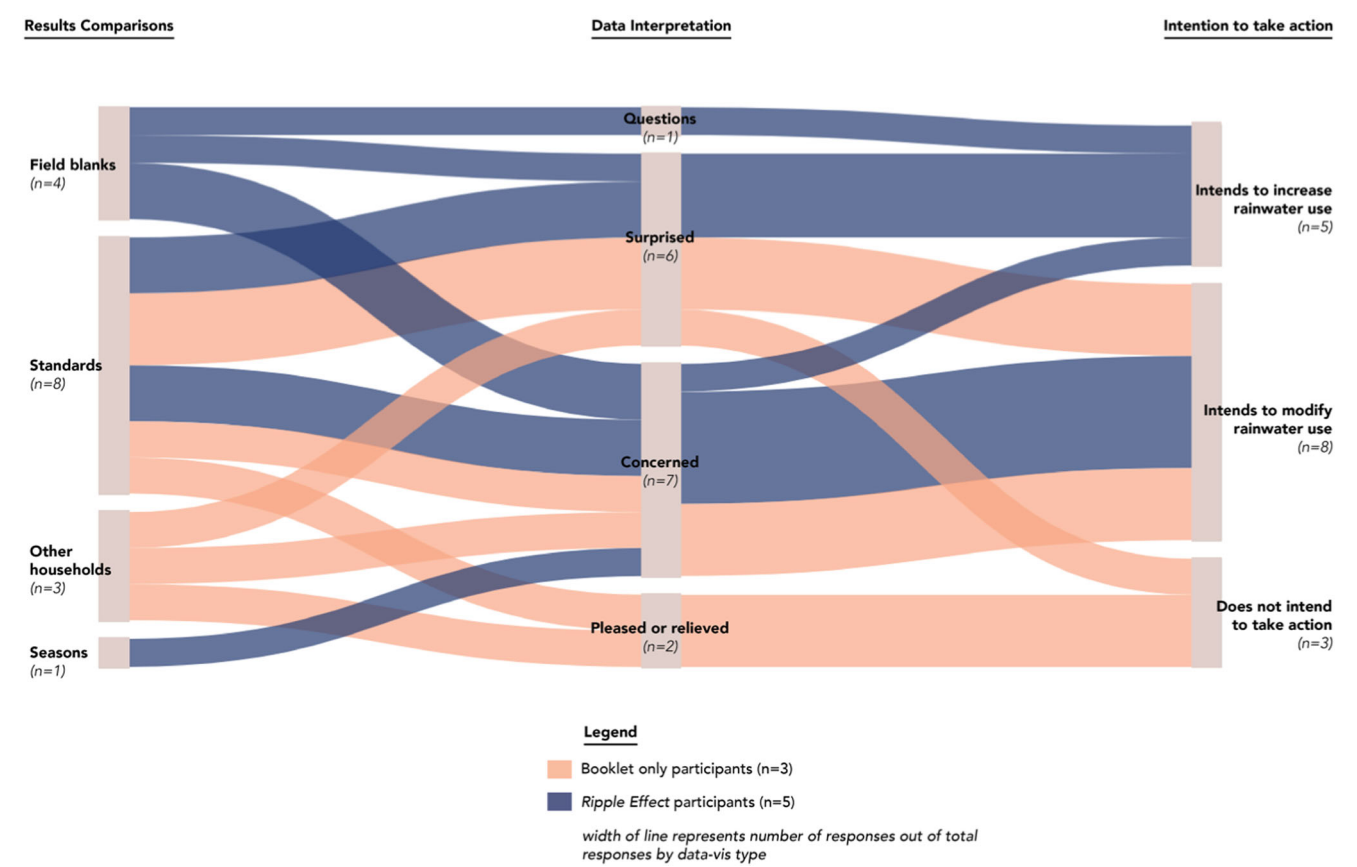 Results Comparisons
Data Interpretation
Intention to take action
Field blanks
(n=4)
Standards
(n=8)
Other
households
(n=3)
Seasons
(n=1)
Questions
(n=1)
Surprised
(n=6)
Concerned
(n=7)
Pleased or relieved
(n=2)
Intends to increase
rainwater use
(n=5)
Intends to modify
rainwater use
(n=8)
Does not intend
to take action
(n=3)
Legend
Booklet only participants (n=3)
Ripple Effect participants (n=5)
width of line represents number of responses out of total
responses by data-vis type